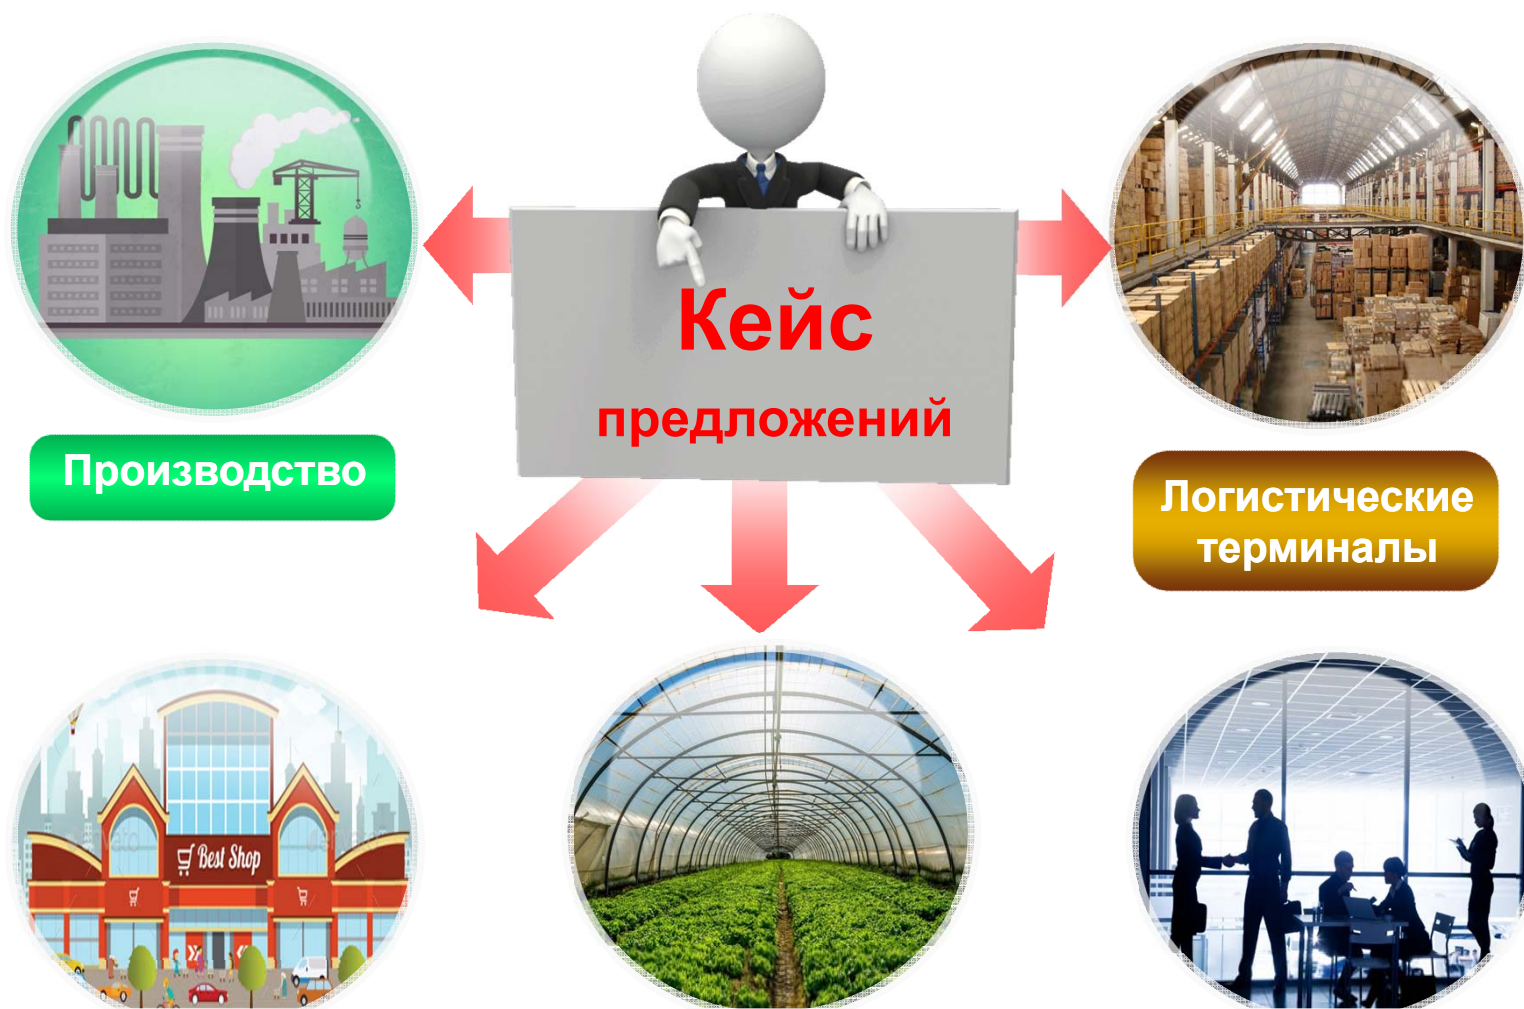 Кейс
предложений
Производство
Логистические
терминалы
Best Shop